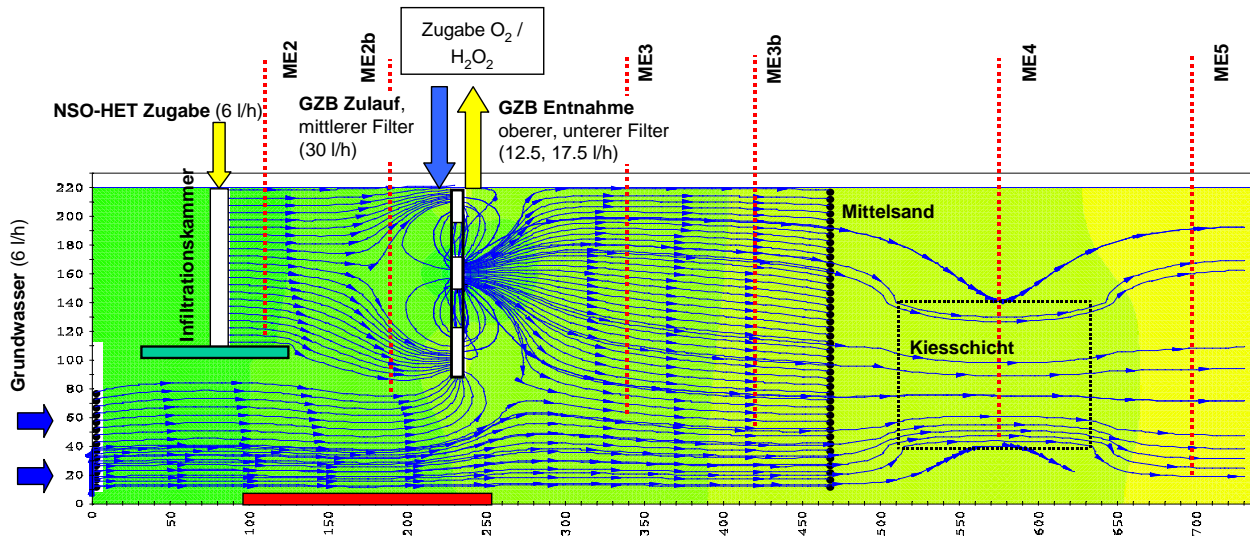 Zugabe O₂ /
H₂O₂
ME2
ME2b
ME3
ME3b
ME4
ME5
NSO-HET Zugabe (6 l/h)
GZB Zulauf,
mittlerer Filter
(30 l/h)
GZB Entnahme
oberer, unterer Filter
(12.5, 17.5 l/h)
Grundwasser (6 l/h)
Infiltrationskammer
Mittelsand
Kiesschicht
220
200
180
160
140
120
100
80
60
40
20
0
0
50
100
150
200
250
300
350
400
450
500
550
600
650
700